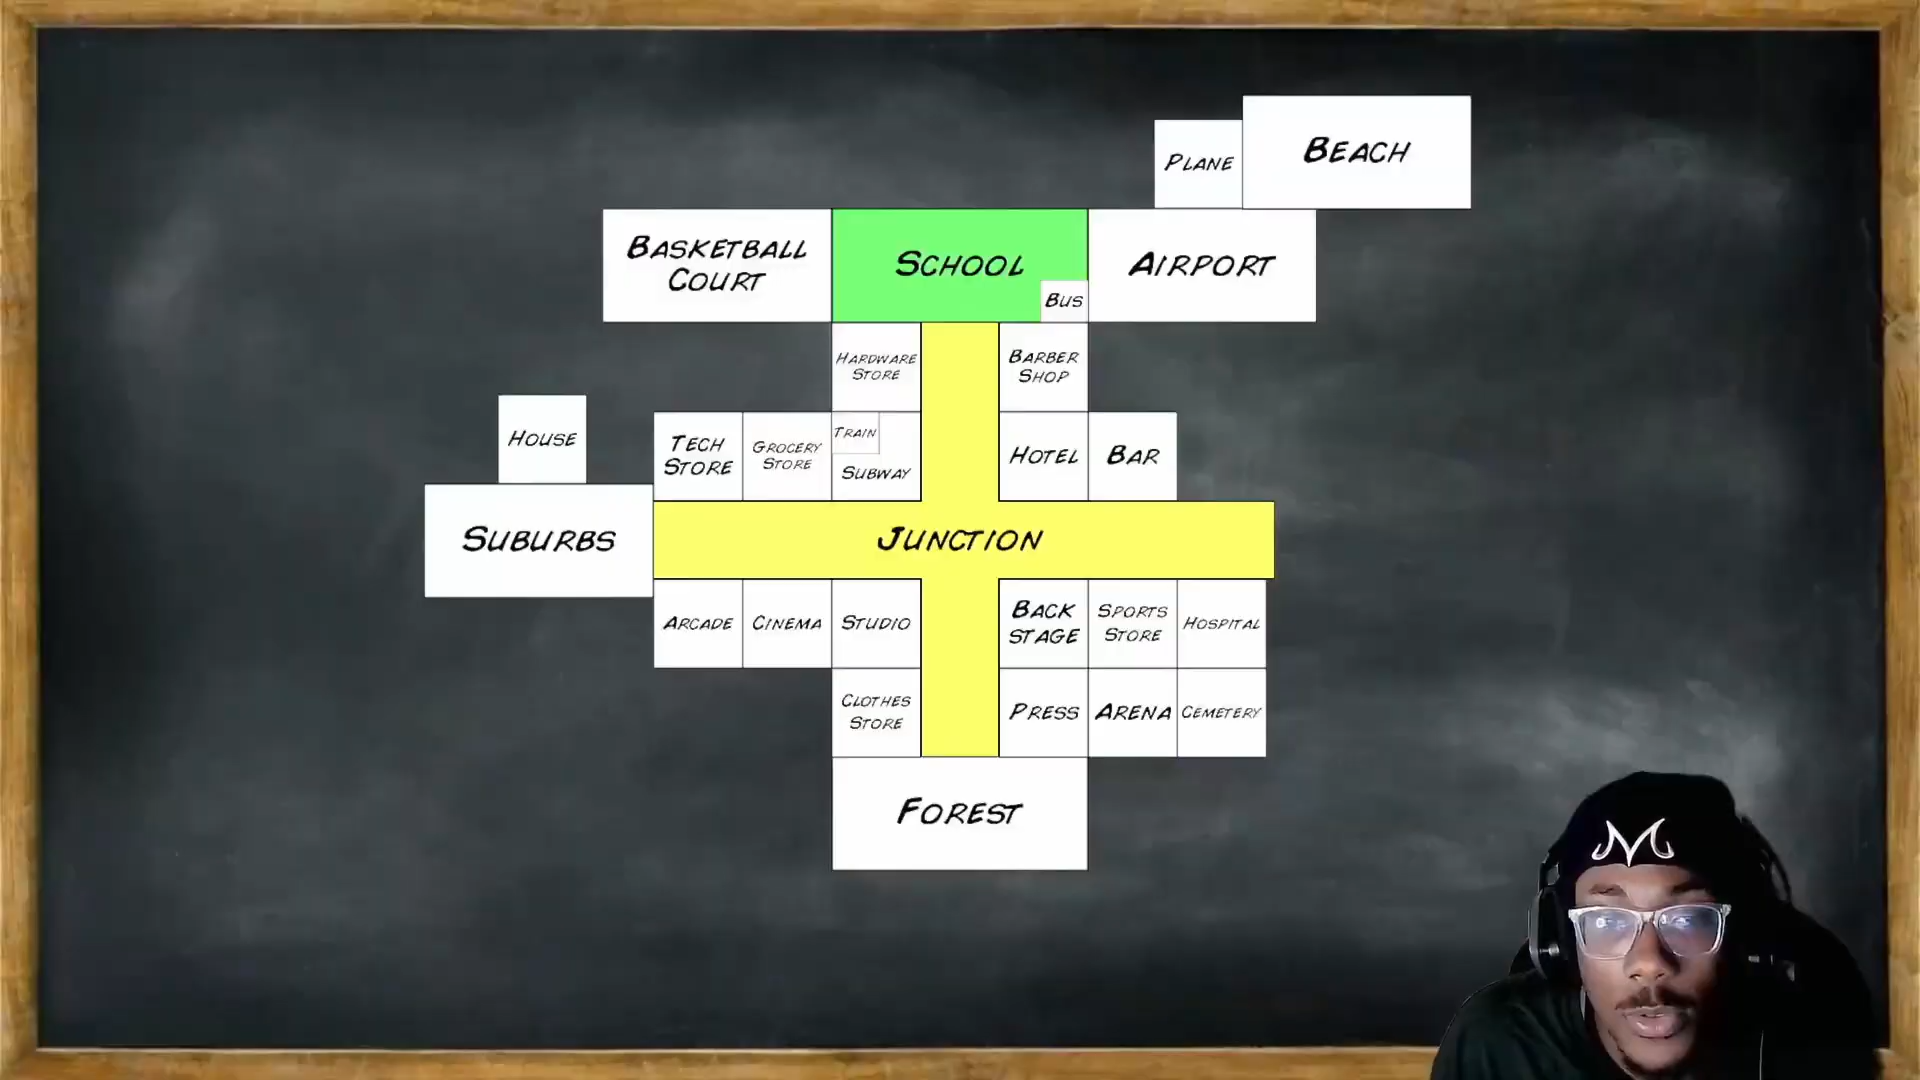 BEACH
PLANE
BASKETBALL
COURT
SCHOOL
AIRPORT
BUS
HARDWARE
STORE
BARBER
SHOP
HOUSE
TECH
STORE
GROCERY
STORE
TRAIN
SUBWAY
HOTEL
BAR
SUBURBS
JUNCTION
ARCADE
CINEMA
STUDIO
BACK
STAGE
SPORTS
STORE
HOSPITAL
CLOTHES
STORE
PRESS
ARENA
CEMETERY
FOREST
M